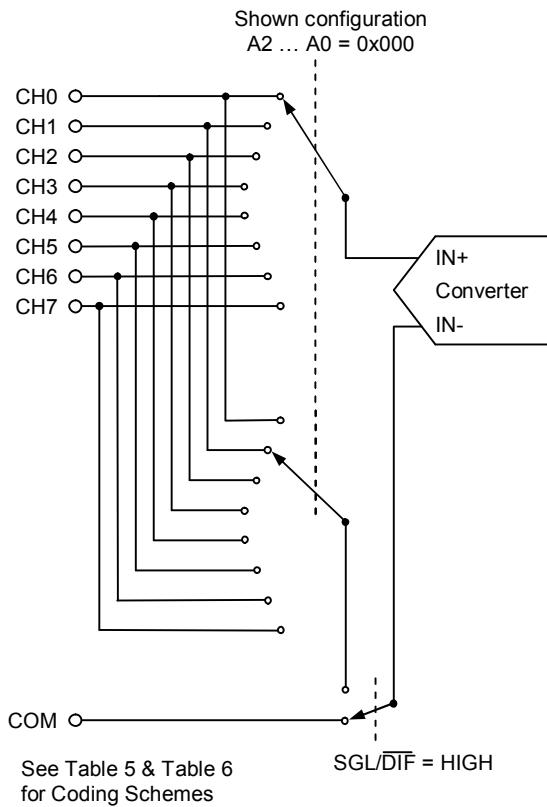 Shown configuration
A2 ... A0 = 0x000
CH0
CH1
CH2
CH3
CH4
CH5
CH6
CH7
IN+
Converter
IN-
COM
See Table 5 & Table 6
for Coding Schemes
SGL/D̅I̅F̅ = HIGH